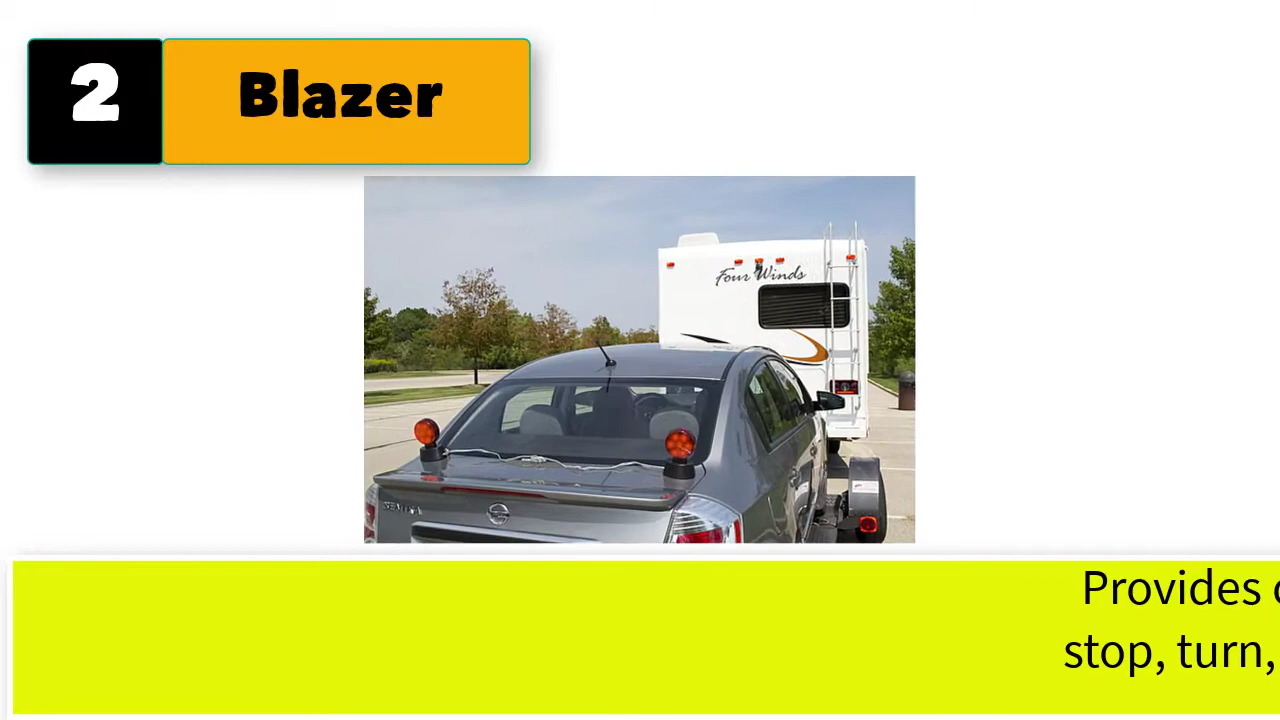 2
Blazer
Four Winds
SENTRA
Provides
stop, turn,